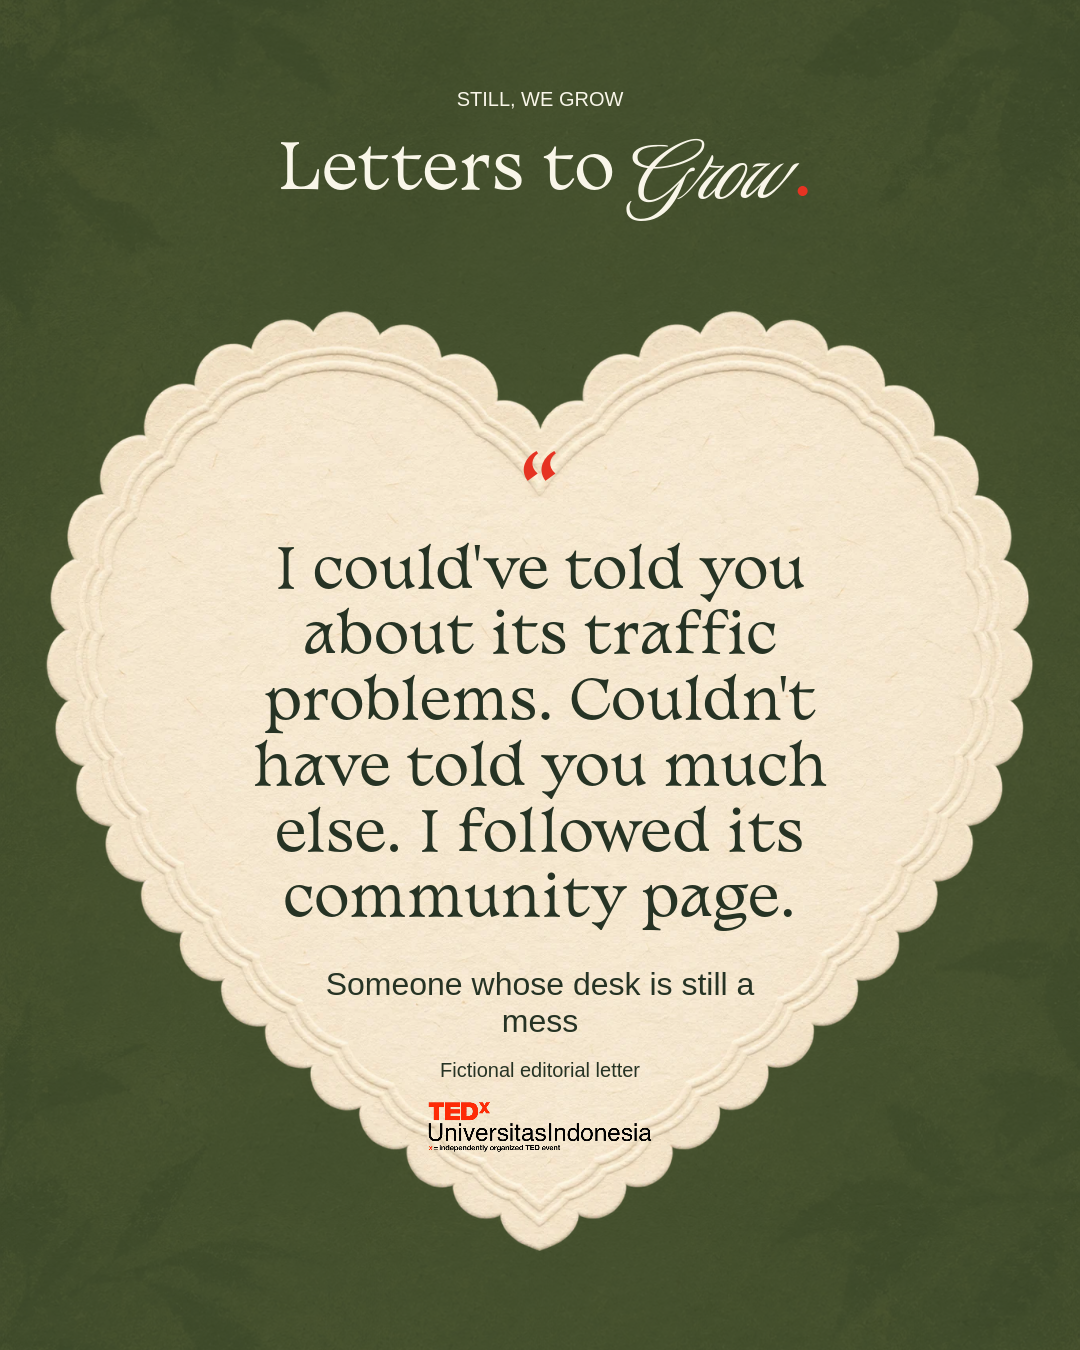 STILL, WE GROW
Letters to Grow.
“
I could've told you
about its traffic
problems. Couldn't
have told you much
else. I followed its
community page.
Someone whose desk is still a
mess
Fictional editorial letter
TEDx
UniversitasIndonesia
x = independently organized TED event